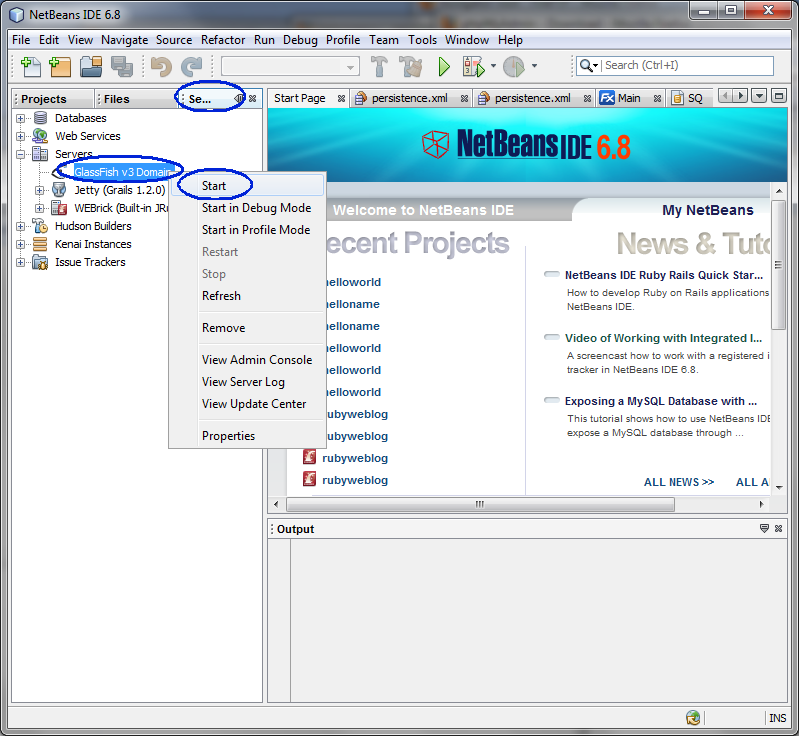 NetBeans IDE 6.8
File Edit View Navigate Source Refactor Run Debug Profile Team Tools Window Help
Search (Ctrl+I)
Projects Files Se... Start Page persistence.xml persistence.xml Main SQ
Databases
Web Services
Servers
GlassFish v3 Domain
Jetty (Grails 1.2.0)
WEBrick (Built-in JR
Hudson Builders
Kenai Instances
Issue Trackers
Start
Start in Debug Mode
Start in Profile Mode
Restart
Stop
Refresh
Remove
View Admin Console
View Server Log
View Update Center
Properties
NetBeans IDE 6.8
Welcome to NetBeans IDE My NetBeans
ecent Projects
helloworld
helloname
helloname
helloworld
helloworld
helloworld
rubyweblog
rubyweblog
rubyweblog
rubyweblog
News & Tuto
NetBeans IDE Ruby Rails Quick Star...
How to develop Ruby on Rails applications
NetBeans IDE.
Video of Working with Integrated I...
A screencast how to work with a registered i
tracker in NetBeans IDE 6.8.
Exposing a MySQL Database with ...
This tutorial shows how to use NetBeans IDE
expose a MySQL database through ...
ALL NEWS >> ALL A
Output
INS